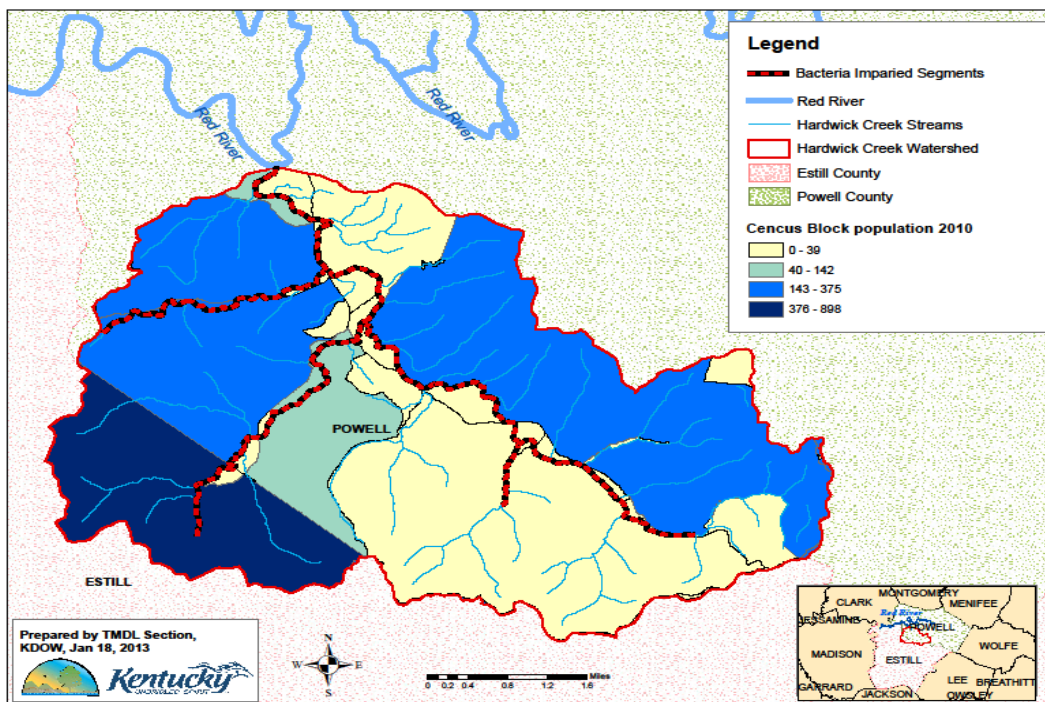 Red River
Red River
Legend
Bacteria Imparied Segments
Red River
Hardwick Creek Streams
Hardwick Creek Watershed
Estill County
Powell County
Cencus Block population 2010
0 - 39
40 - 142
143 - 375
376 - 898
POWELL
ESTILL
Prepared by TMDL Section,
KDOW, Jan 18, 2013
Kentucky
UNBRIDLED SPIRIT
N
W
E
S
Miles
0 0.2 0.4 0.8 1.2 1.6
MONTGOMERY
CLARK
MENIFEE
JESSAMINE
Red River
POWELL
WOLFE
MADISON
ESTILL
LEE
BREATHITT
GARRARD
OWSLEY
JACKSON